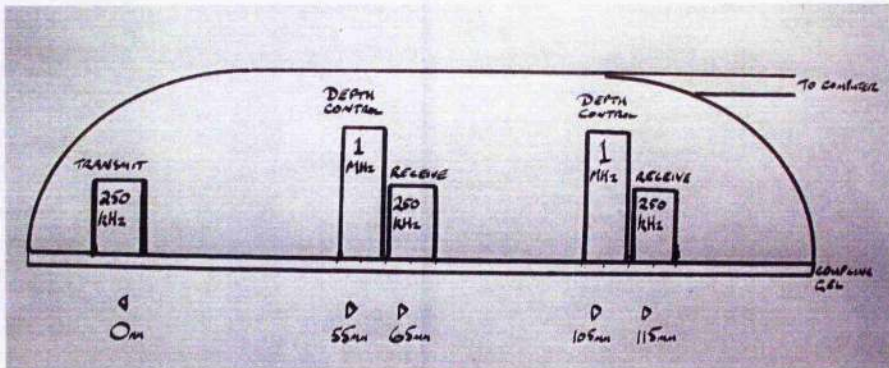 DEPTH
CONTROL
DEPTH
CONTROL
TO COMPUTER
TRANSMIT
1
MHz
RECEIVE
1
MHz
RECEIVE
250
kHz
250
kHz
250
kHz
COUPLING
GEL
0mm
55mm
65mm
105mm
115mm